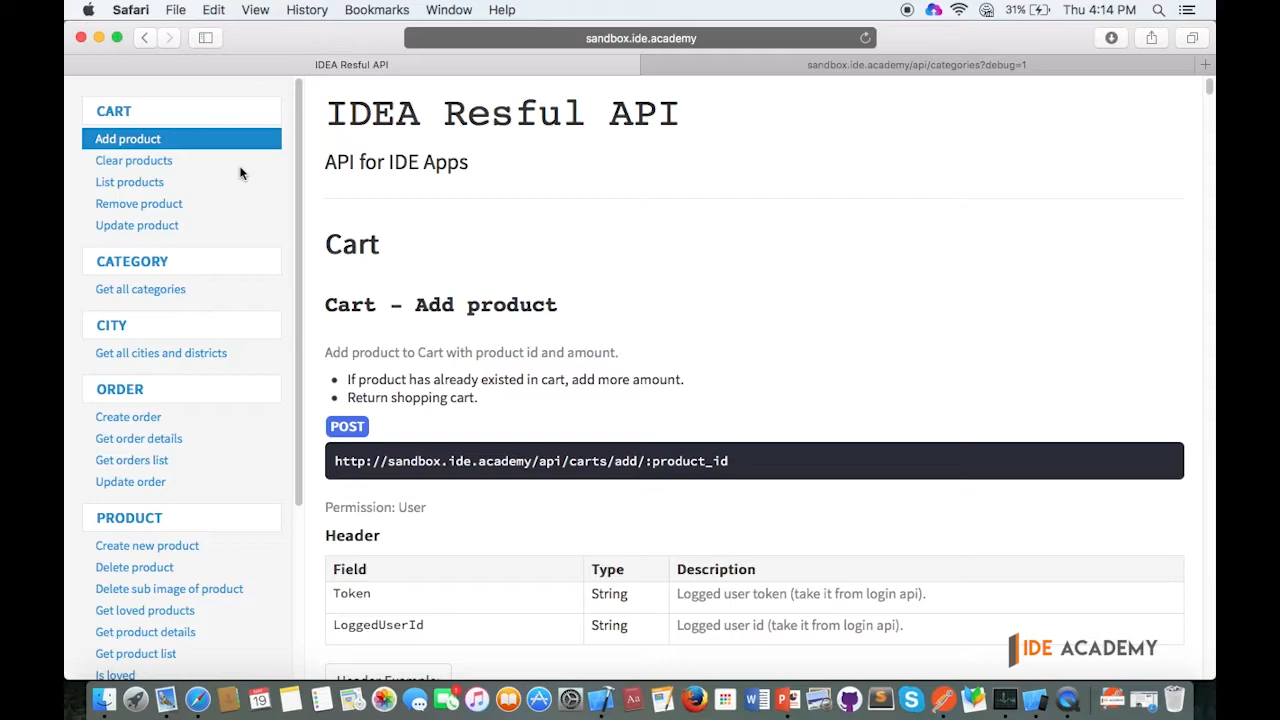 Safari File Edit View History Bookmarks Window Help 31% Thu 4:14 PM
sandbox.ide.academy
IDEA Resful API sandbox.ide.academy/api/categories?debug=1
CART
Add product
Clear products
List products
Remove product
Update product
CATEGORY
Get all categories
CITY
Get all cities and districts
ORDER
Create order
Get order details
Get orders list
Update order
PRODUCT
Create new product
Delete product
Delete sub image of product
Get loved products
Get product details
Get product list
Is loved
IDEA Resful API
API for IDE Apps
Cart
Cart - Add product
Add product to Cart with product id and amount.
If product has already existed in cart, add more amount.
Return shopping cart.
POST
http://sandbox.ide.academy/api/carts/add/:product_id
Permission: User
Header
Field Type Description
Token String Logged user token (take it from login api).
LoggedUserId String Logged user id (take it from login api).
Header Example:
IDE ACADEMY